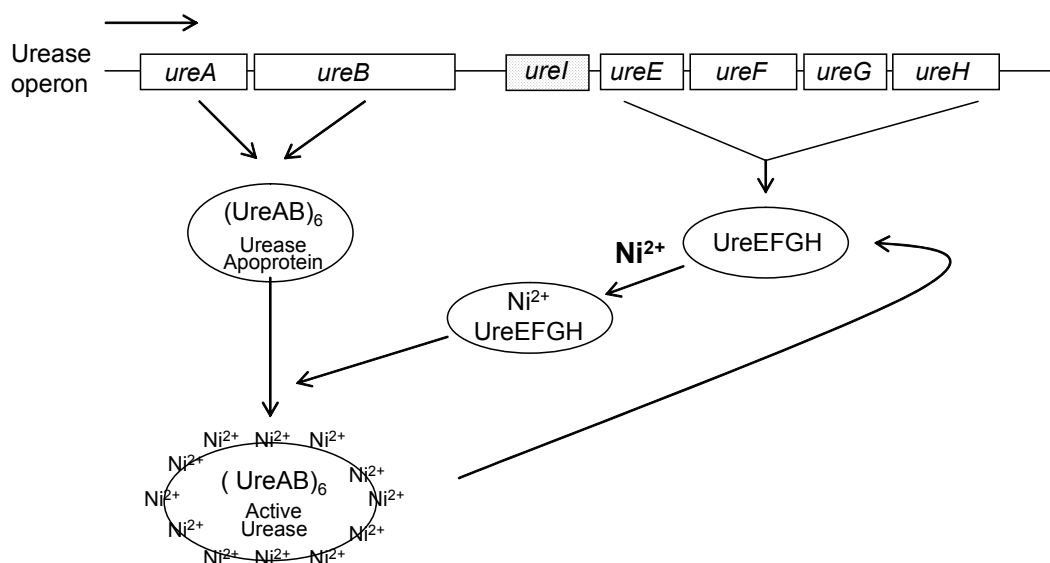 Urease
operon
ureA ureB ureI ureE ureF ureG ureH
(UreAB)₆
Urease
Apoprotein
UreEFGH
Ni²⁺
Ni²⁺
UreEFGH
Ni²⁺ Ni²⁺ Ni²⁺
Ni²⁺ Ni²⁺
( UreAB)₆
Ni²⁺ Ni²⁺
Active
Urease
Ni²⁺ Ni²⁺
Ni²⁺ Ni²⁺ Ni²⁺